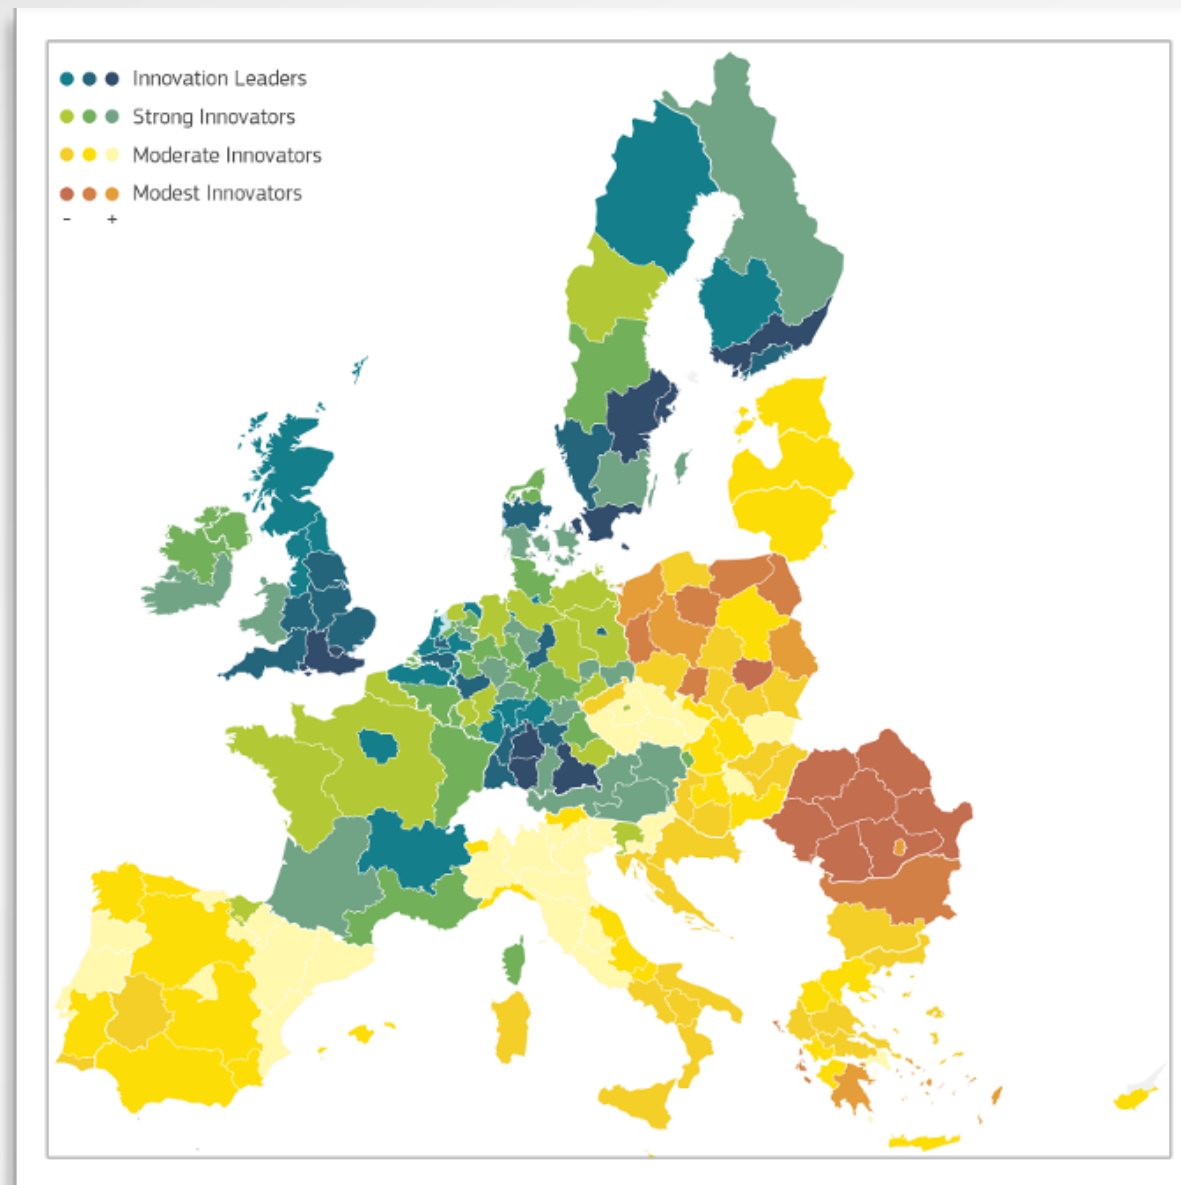 Innovation Leaders
Strong Innovators
Moderate Innovators
Modest Innovators
- +